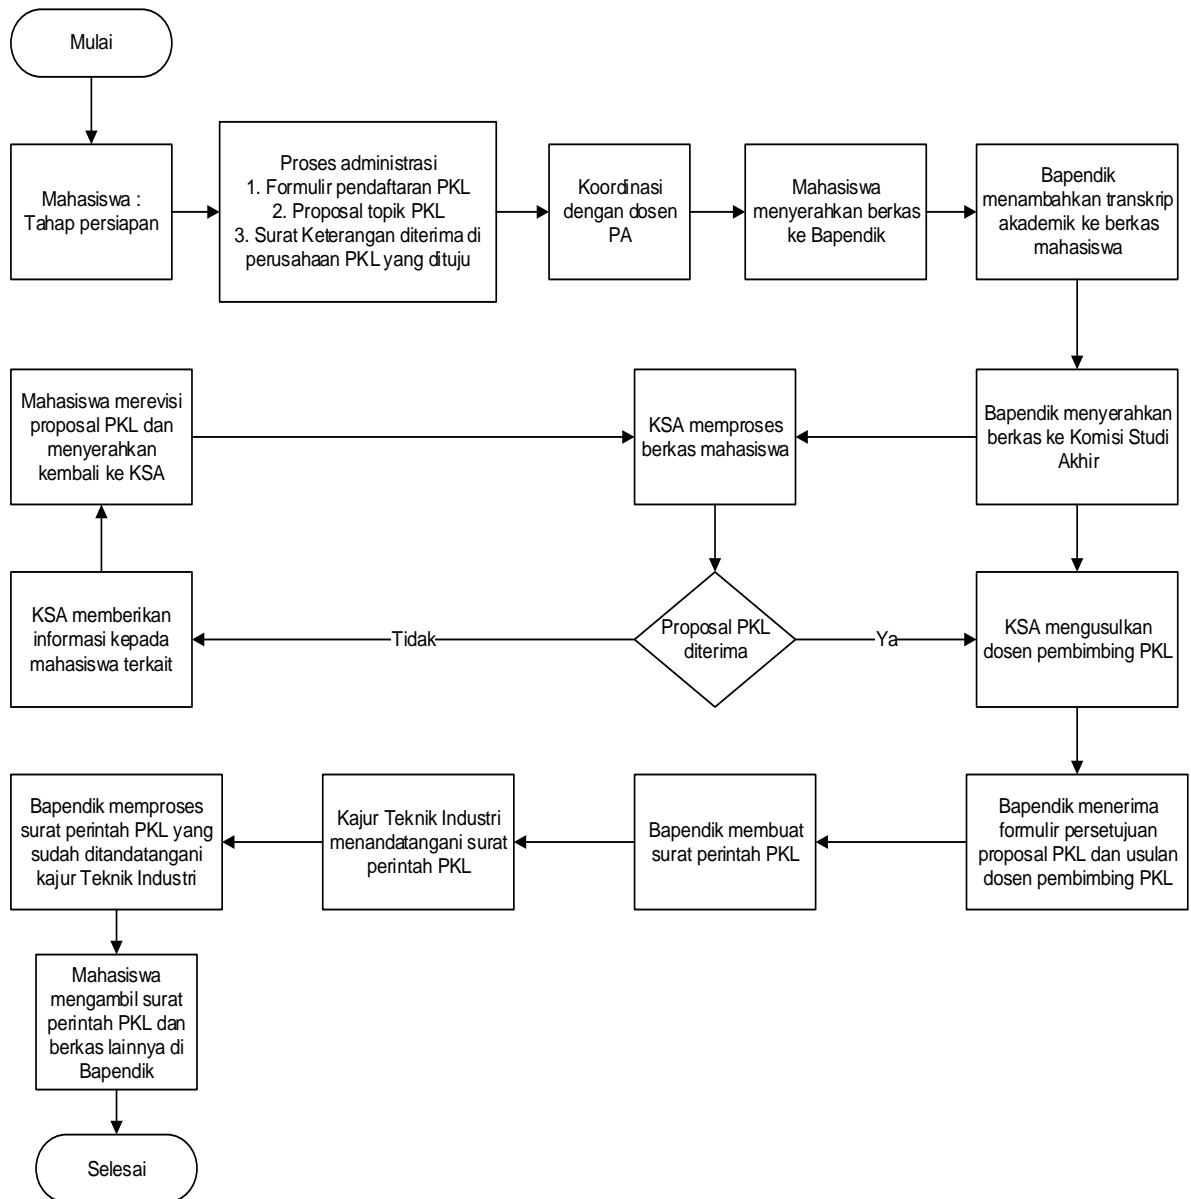 Mulai
Mahasiswa :
Tahap persiapan
Proses administrasi
1. Formulir pendaftaran PKL
2. Proposal topik PKL
3. Surat Keterangan diterima di
perusahaan PKL yang dituju
Koordinasi
dengan dosen
PA
Mahasiswa
menyerahkan berkas
ke Bapendik
Bapendik
menambahkan transkrip
akademik ke berkas
mahasiswa
Mahasiswa merevisi
proposal PKL dan
menyerahkan
kembali ke KSA
KSA memproses
berkas mahasiswa
Bapendik menyerahkan
berkas ke Komisi Studi
Akhir
KSA memberikan
informasi kepada
mahasiswa terkait
Tidak
Proposal PKL
diterima
Ya
KSA mengusulkan
dosen pembimbing PKL
Bapendik memproses
surat perintah PKL yang
sudah ditandatangani
kajur Teknik Industri
Kajur Teknik Industri
menandatangani surat
perintah PKL
Bapendik membuat
surat perintah PKL
Bapendik menerima
formulir persetujuan
proposal PKL dan usulan
dosen pembimbing PKL
Mahasiswa
mengambil surat
perintah PKL dan
berkas lainnya di
Bapendik
Selesai